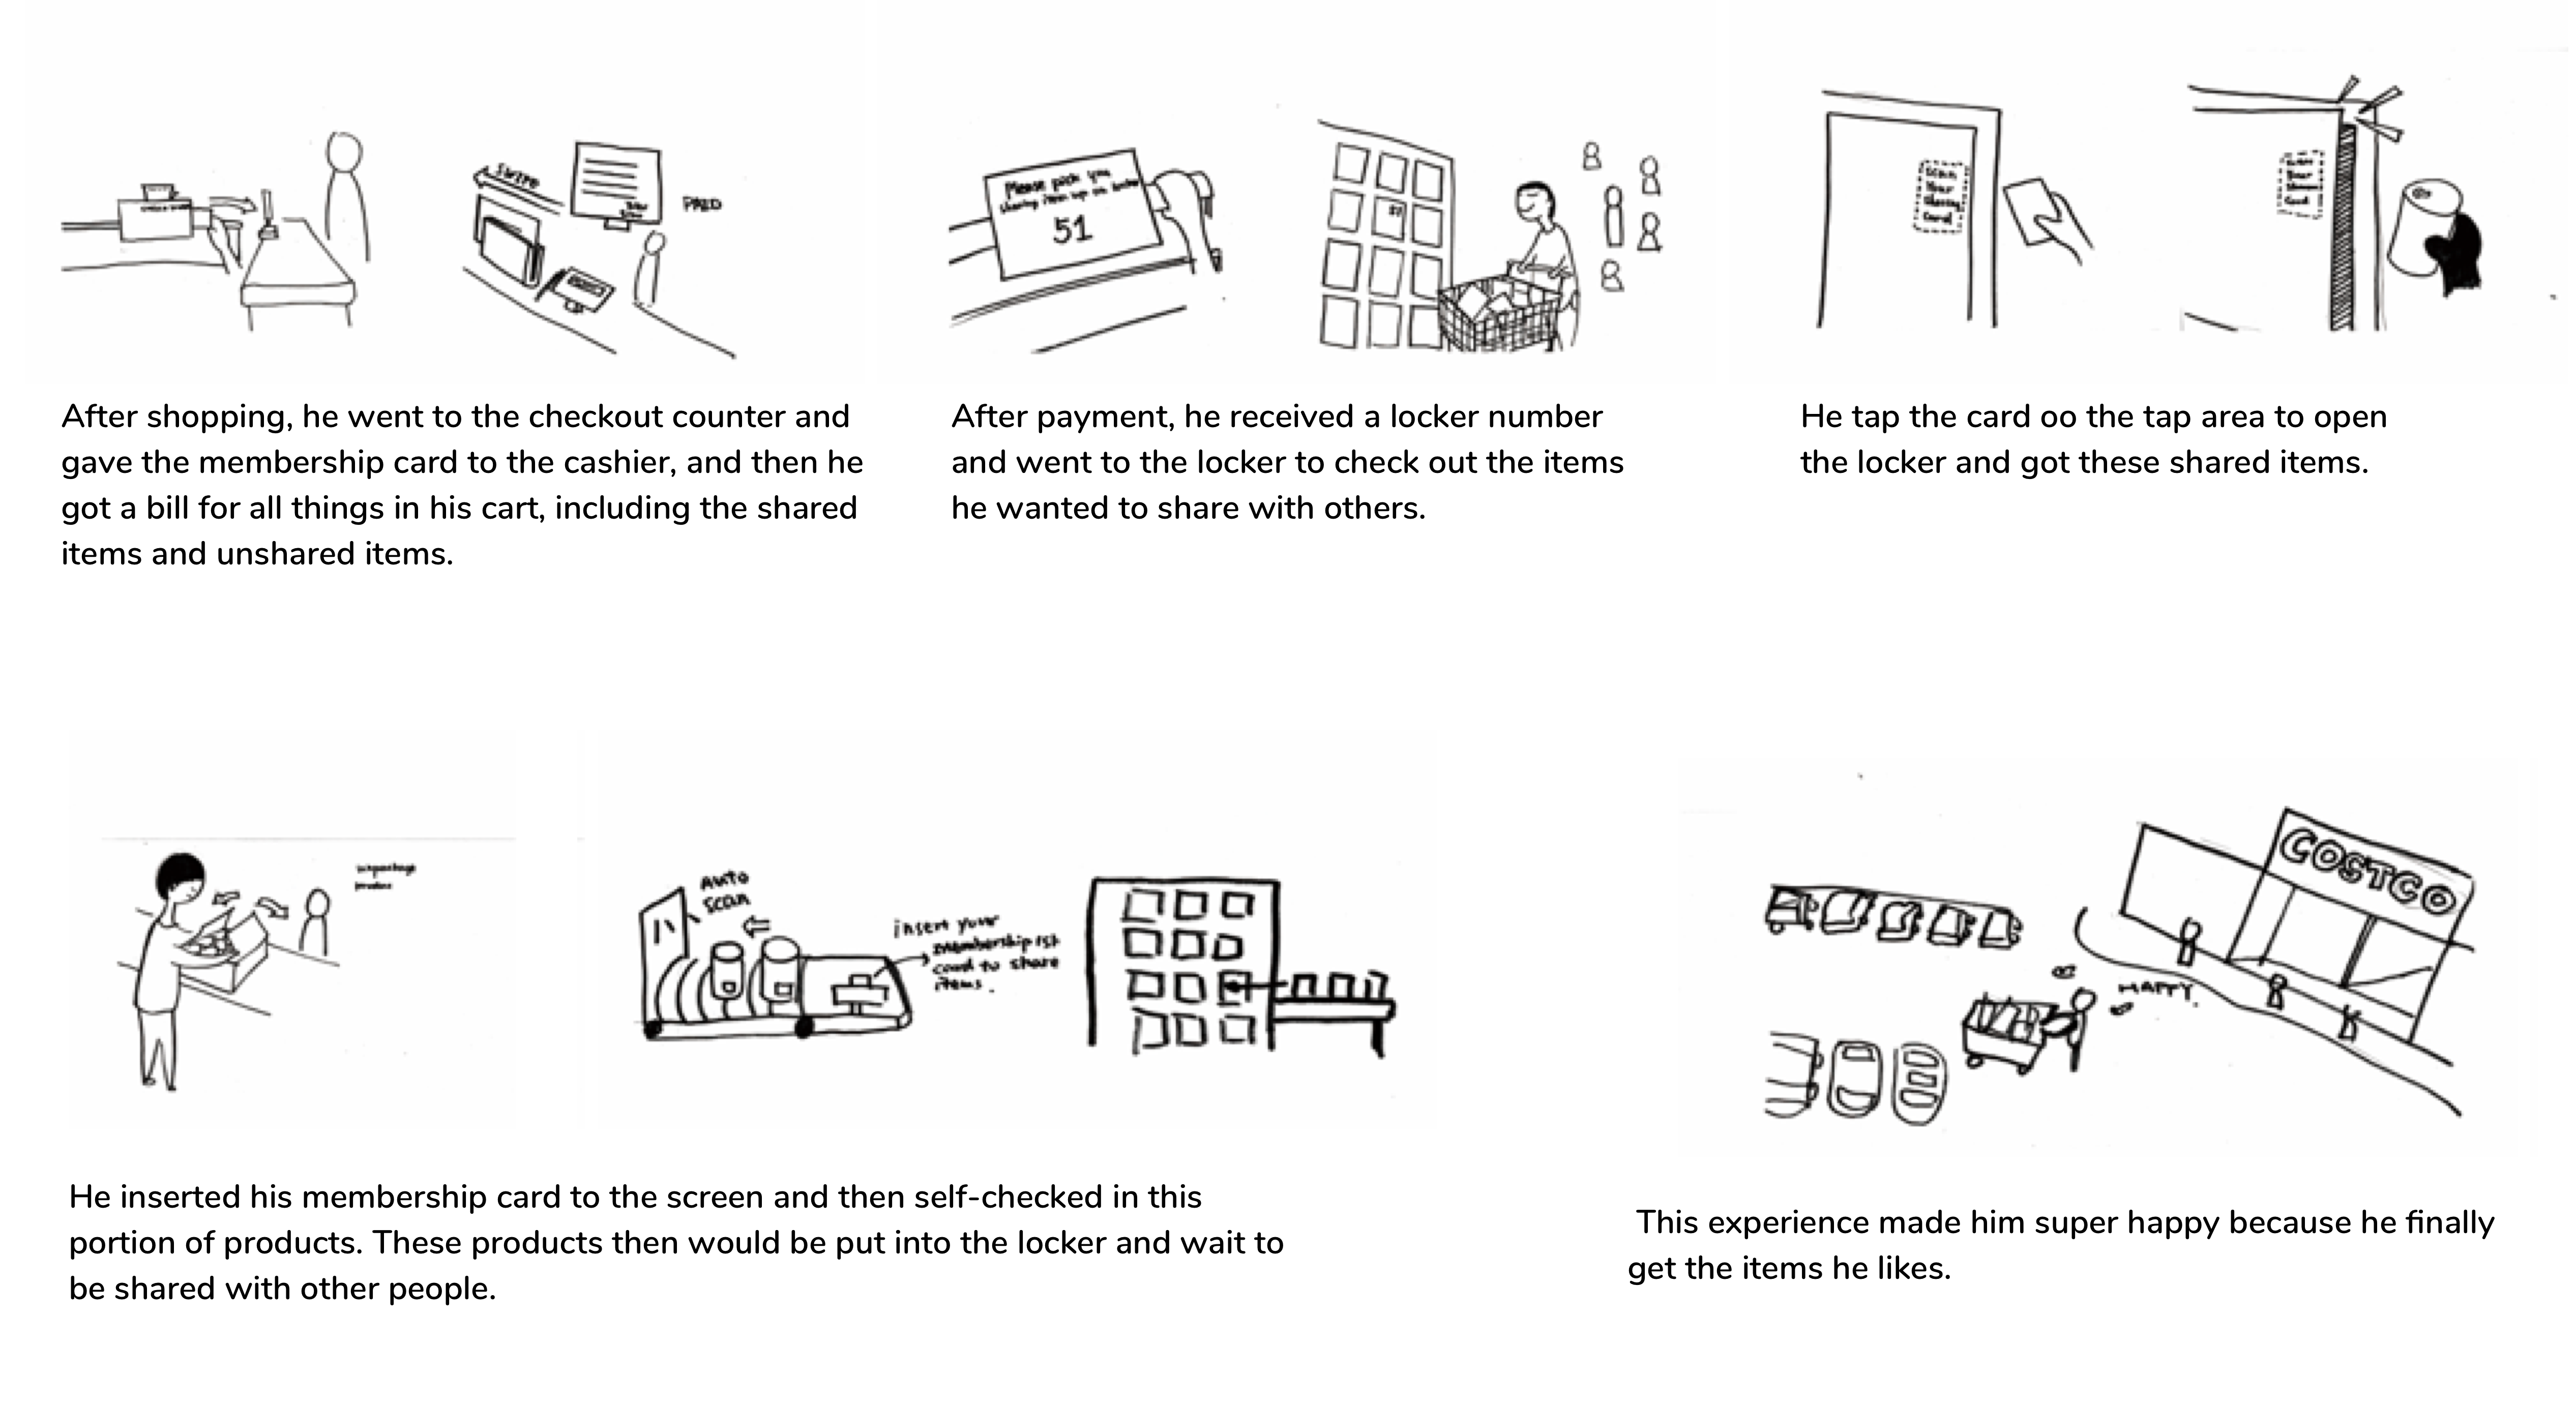 SWIPE
PAID
Please pick you
sharing item up on locker
51
51
Your
Sharing
Card
Your
Card
After shopping, he went to the checkout counter and
gave the membership card to the cashier, and then he
got a bill for all things in his cart, including the shared
items and unshared items.
After payment, he received a locker number
and went to the locker to check out the items
he wanted to share with others.
He tap the card oo the tap area to open
the locker and got these shared items.
AUTO
SCAN
insert your
membership
card to share
items.
COSTCO
HAPPY.
He inserted his membership card to the screen and then self-checked in this
portion of products. These products then would be put into the locker and wait to
be shared with other people.
This experience made him super happy because he finally
get the items he likes.